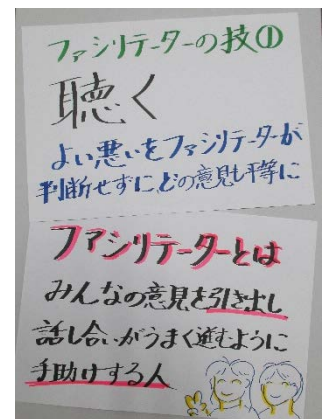 ファシリテーターの技①
聴く
よい悪いをファシリテーターが
判断せずに、どの意見も平等に
ファシリテーターとは
みんなの意見を引き出し
話し合いがうまく進むように
手助けする人